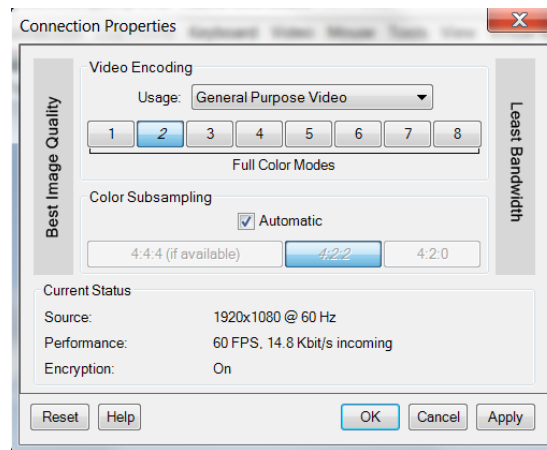 Connection Properties
X
Video Encoding
Usage: General Purpose Video
1 2 3 4 5 6 7 8
Full Color Modes
Best Image Quality
Least Bandwidth
Color Subsampling
Automatic
4:4:4 (if available) 4:2:2 4:2:0
Current Status
Source: 1920x1080 @ 60 Hz
Performance: 60 FPS, 14.8 Kbit/s incoming
Encryption: On
Reset Help OK Cancel Apply